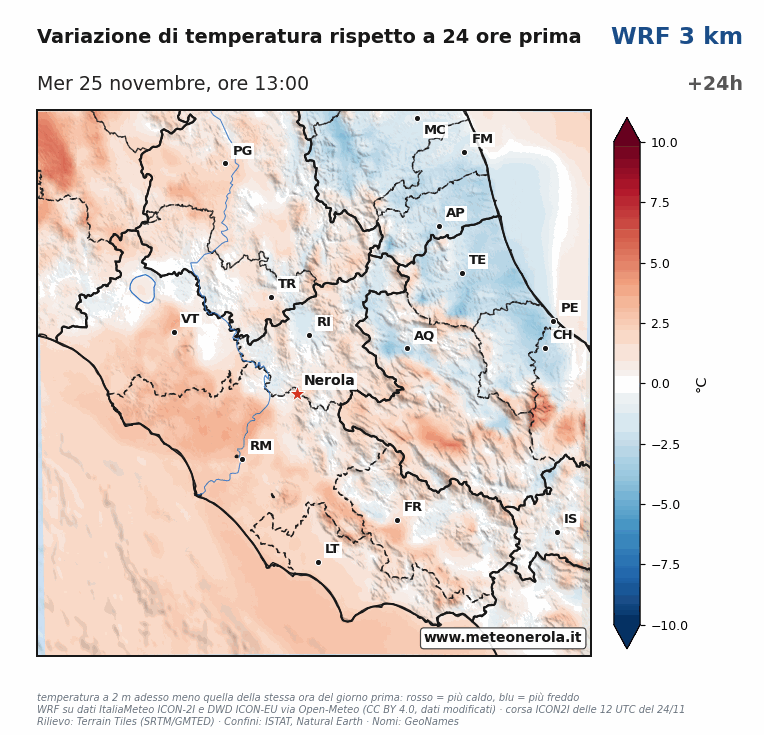 Variazione di temperatura rispetto a 24 ore prima
WRF 3 km
Mer 25 novembre, ore 13:00
+24h
MC
FM
PG
AP
TE
TR
PE
VT
RI
AQ
CH
Nerola
RM
FR
IS
LT
www.meteonerola.it
10.0
7.5
5.0
2.5
0.0
−2.5
−5.0
−7.5
−10.0
°C
temperatura a 2 m adesso meno quella della stessa ora del giorno prima: rosso = più caldo, blu = più freddo
WRF su dati ItaliaMeteo ICON-2I e DWD ICON-EU via Open-Meteo (CC BY 4.0, dati modificati) · corsa ICON2I delle 12 UTC del 24/11
Rilievo: Terrain Tiles (SRTM/GMTED) · Confini: ISTAT, Natural Earth · Nomi: GeoNames